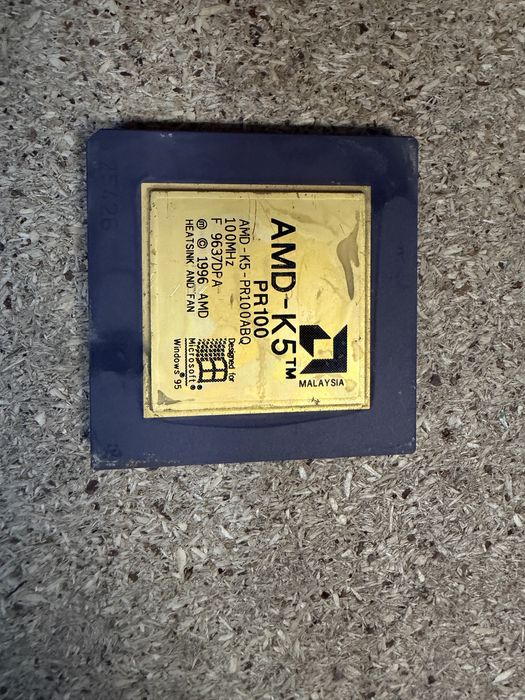 AMD-K5™
PR100
AMD-K5-PR100ABQ
100MHz
F 9637DPA
ⓜ © 1996 AMD
HEATSINK AND FAN
MALAYSIA
Designed for
Microsoft®
Windows®95